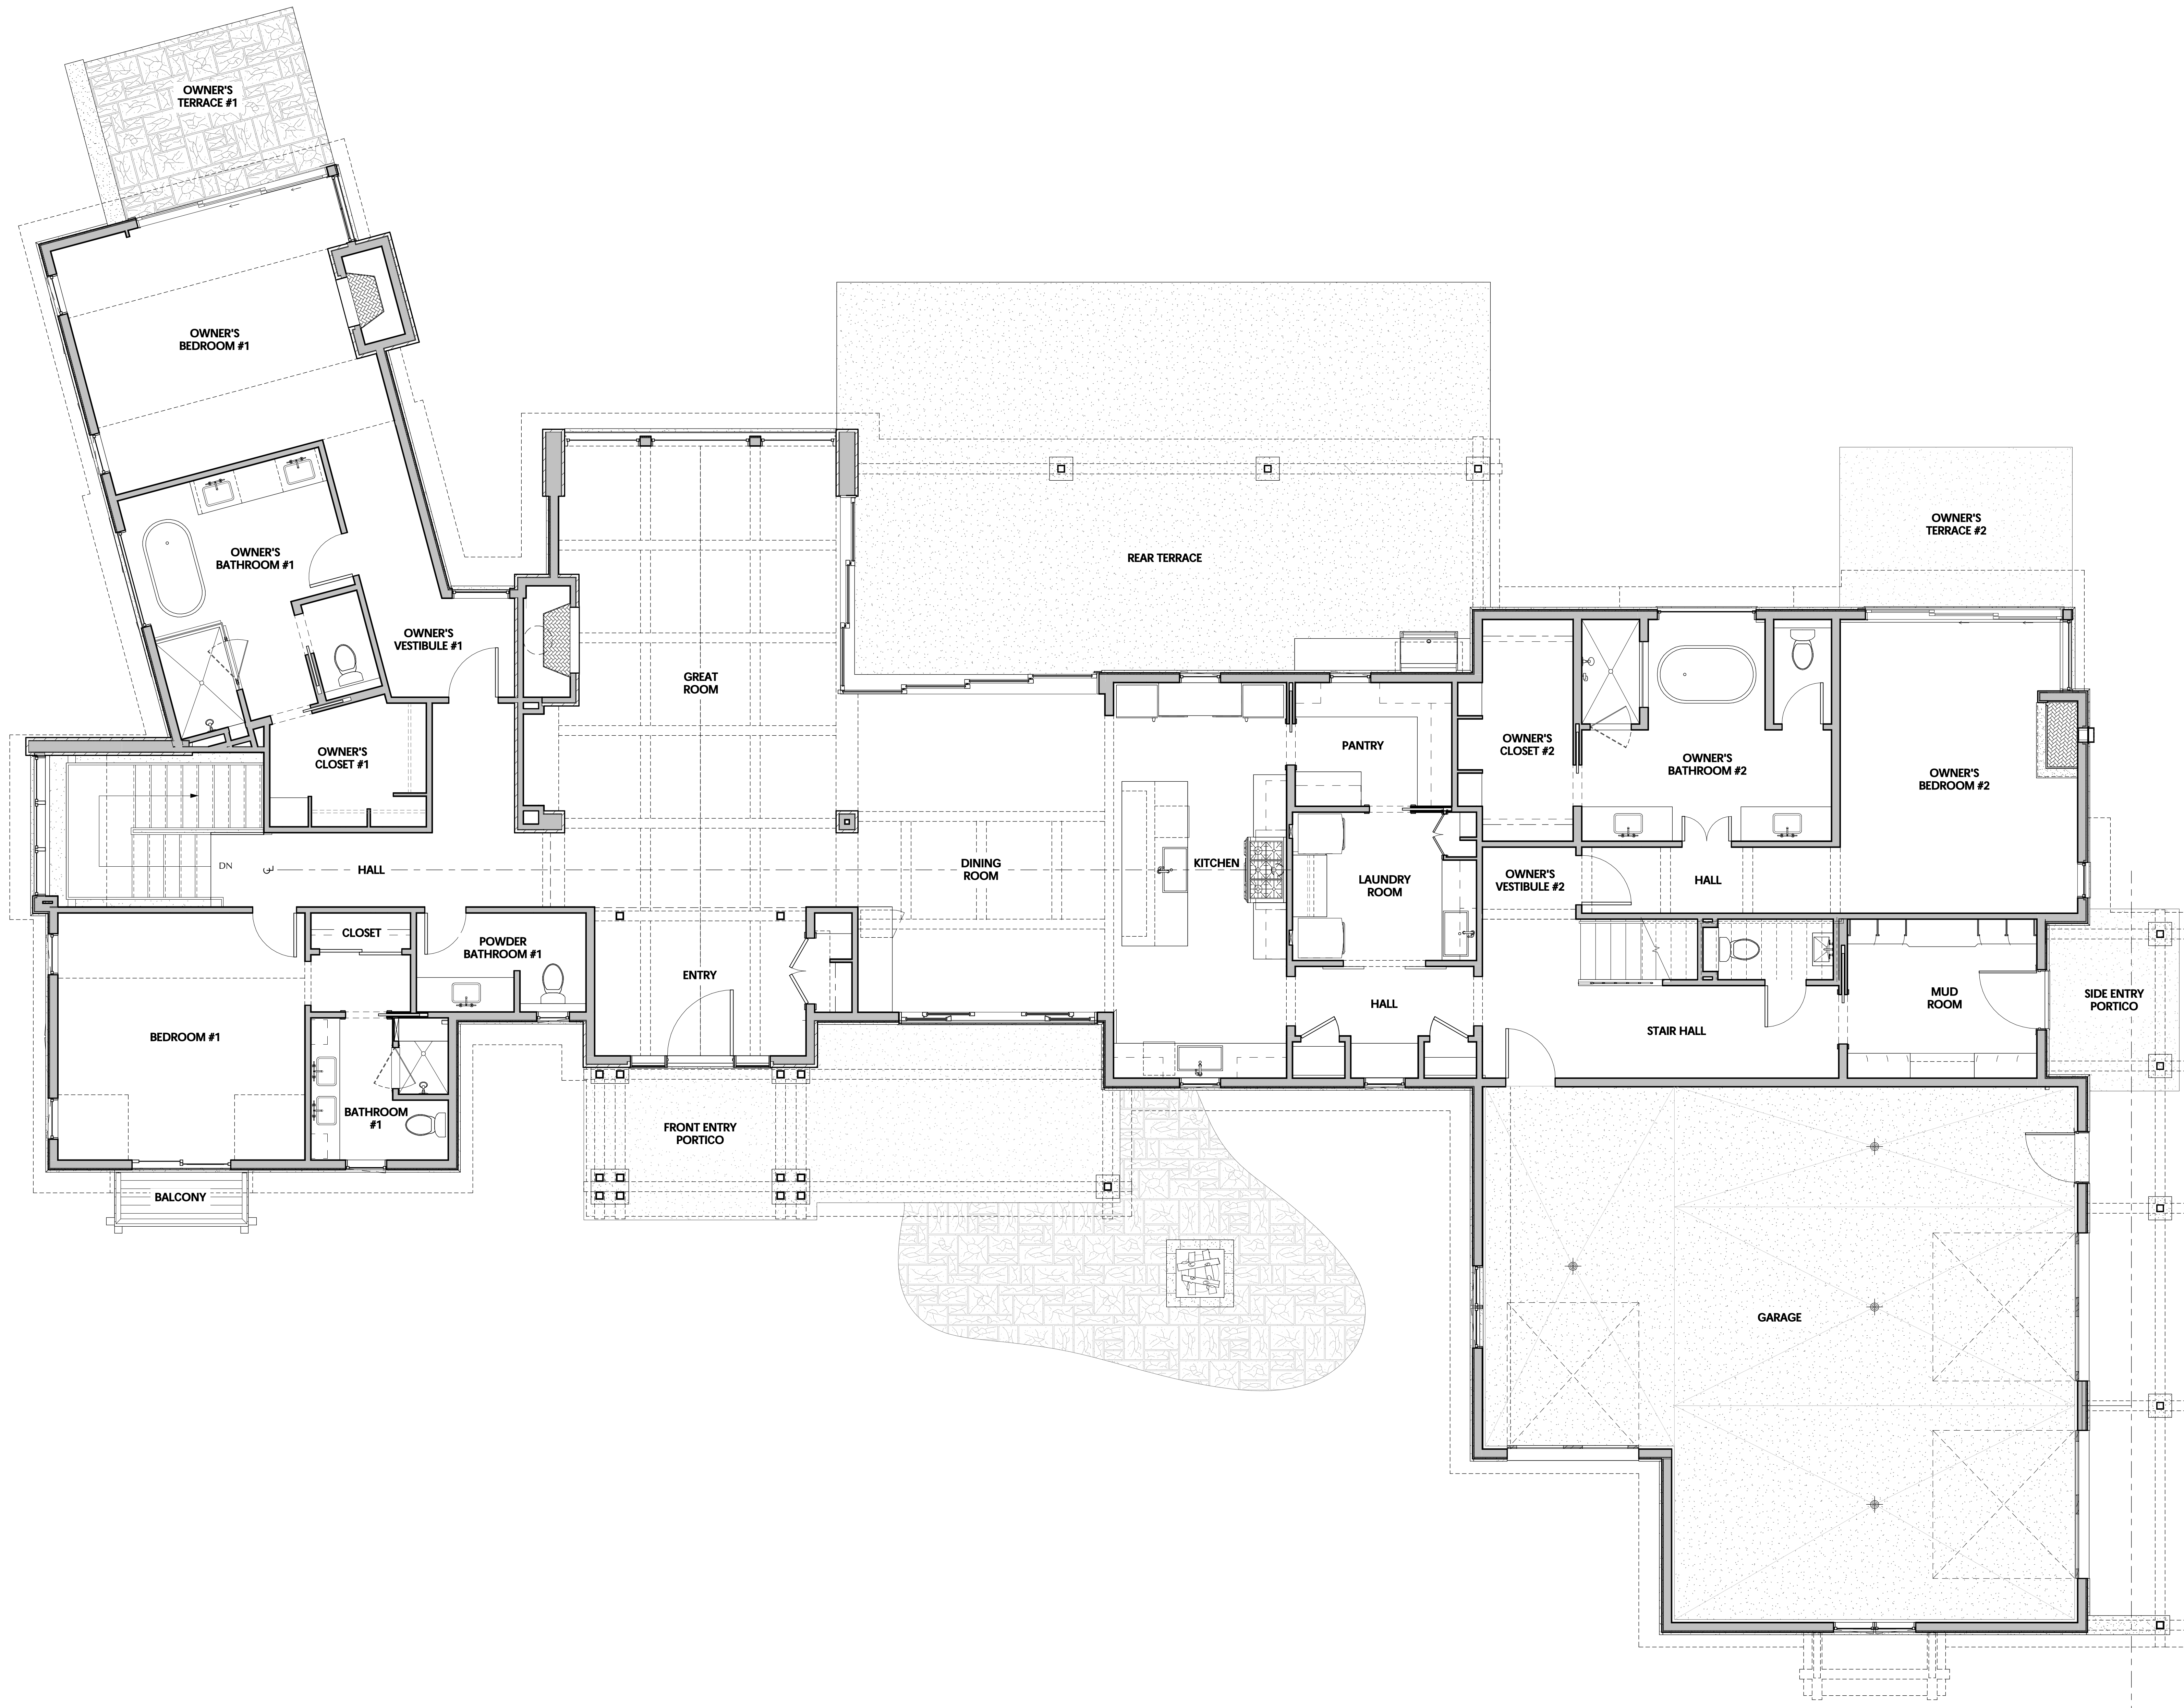 OWNER'S
TERRACE #1
OWNER'S
BEDROOM #1
OWNER'S
BATHROOM #1
OWNER'S
VESTIBULE #1
OWNER'S
CLOSET #1
GREAT
ROOM
REAR TERRACE
OWNER'S
TERRACE #2
PANTRY
OWNER'S
CLOSET #2
OWNER'S
BATHROOM #2
OWNER'S
BEDROOM #2
DN
HALL
DINING
ROOM
KITCHEN
LAUNDRY
ROOM
OWNER'S
VESTIBULE #2
HALL
CLOSET
POWDER
BATHROOM #1
ENTRY
HALL
STAIR HALL
MUD
ROOM
SIDE ENTRY
PORTICO
BEDROOM #1
BATHROOM
#1
FRONT ENTRY
PORTICO
BALCONY
GARAGE